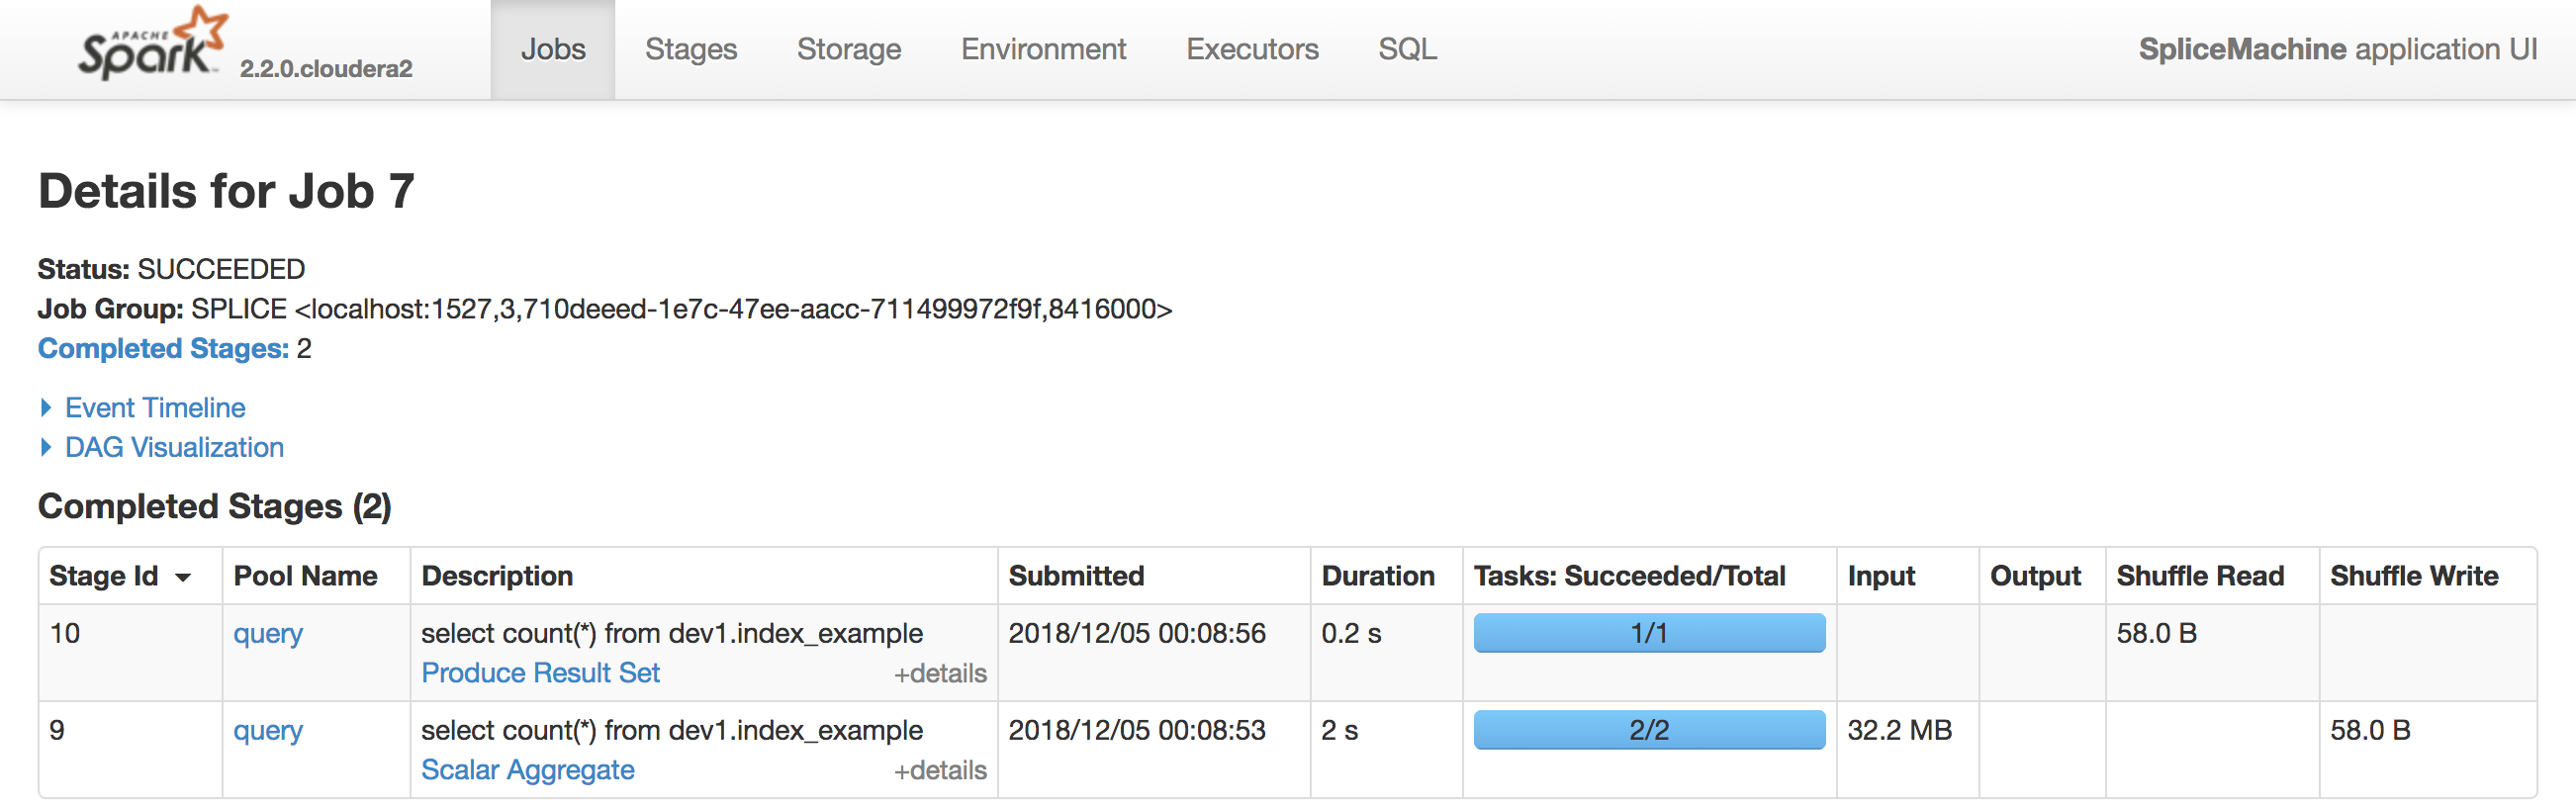 APACHE
Spark™ 2.2.0.cloudera2 Jobs Stages Storage Environment Executors SQL SpliceMachine application UI
Details for Job 7
Status: SUCCEEDED
Job Group: SPLICE <localhost:1527,3,710deeed-1e7c-47ee-aacc-711499972f9f,8416000>
Completed Stages: 2
Event Timeline
DAG Visualization
Completed Stages (2)
Stage Id Pool Name Description Submitted Duration Tasks: Succeeded/Total Input Output Shuffle Read Shuffle Write
10 query select count(*) from dev1.index_example 2018/12/05 00:08:56 0.2 s 1/1 58.0 B
Produce Result Set +details
9 query select count(*) from dev1.index_example 2018/12/05 00:08:53 2 s 2/2 32.2 MB 58.0 B
Scalar Aggregate +details